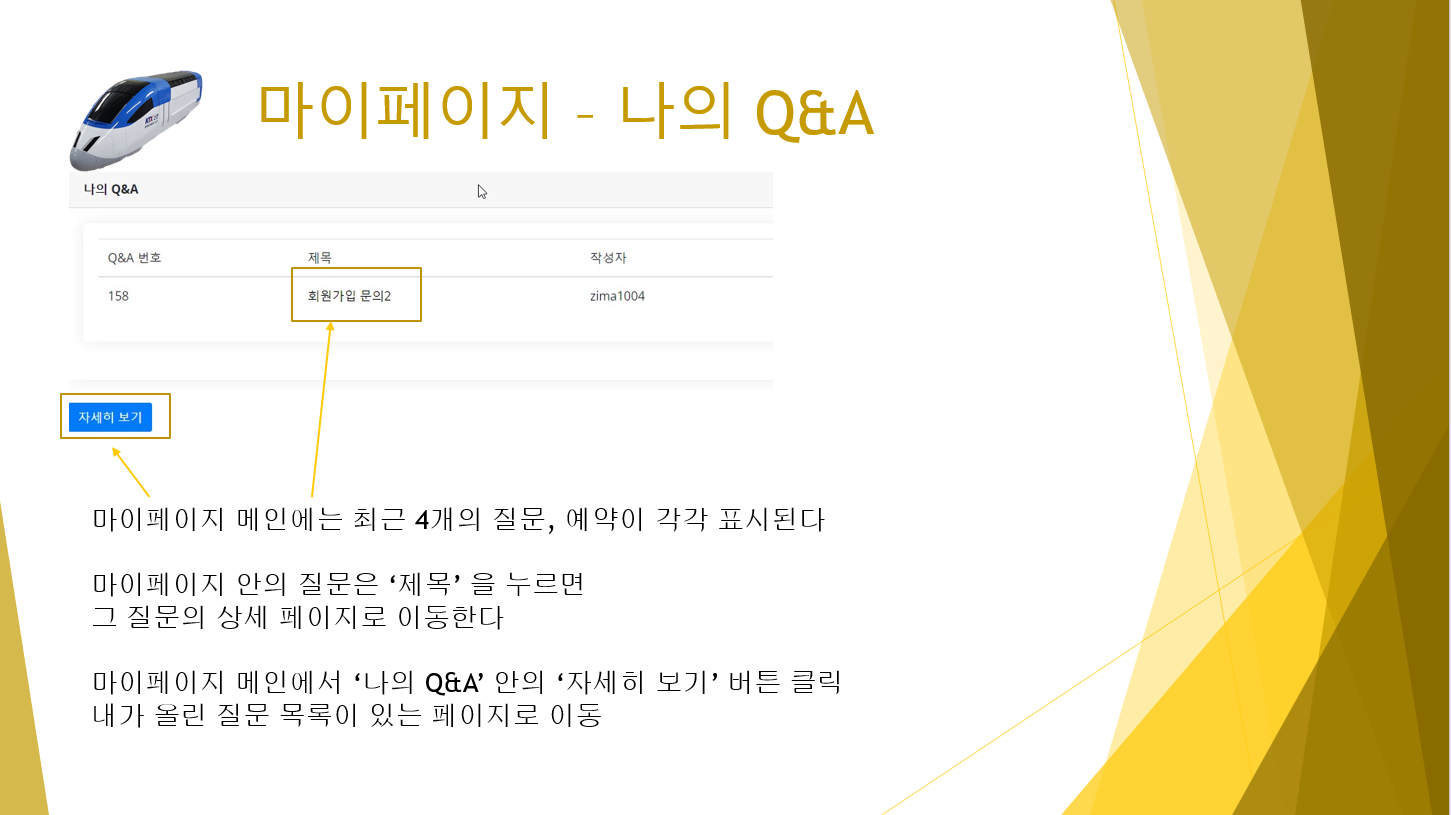 마이페이지 - 나의 Q&A
나의 Q&A
Q&A 번호 제목 작성자
158 회원가입 문의2 zima1004
자세히 보기
마이페이지 메인에는 최근 4개의 질문, 예약이 각각 표시된다
마이페이지 안의 질문은 ‘제목’ 을 누르면
그 질문의 상세 페이지로 이동한다
마이페이지 메인에서 ‘나의 Q&A’ 안의 ‘자세히 보기’ 버튼 클릭
내가 올린 질문 목록이 있는 페이지로 이동